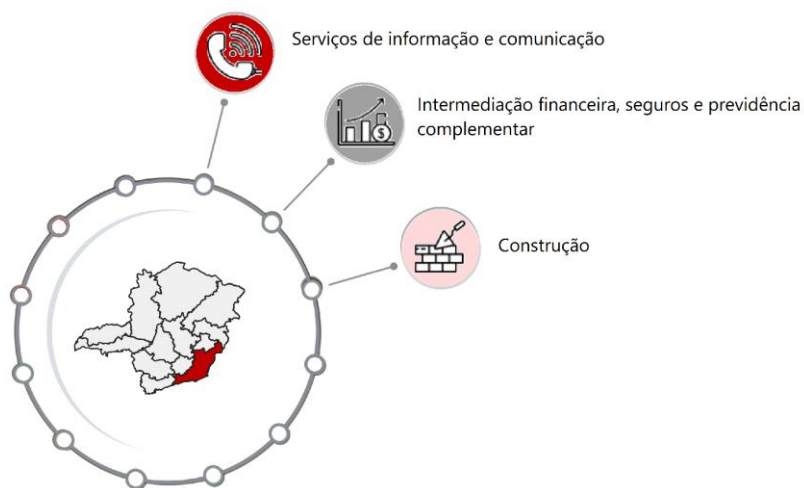 Serviços de informação e comunicação
Intermediação financeira, seguros e previdência
complementar
Construção